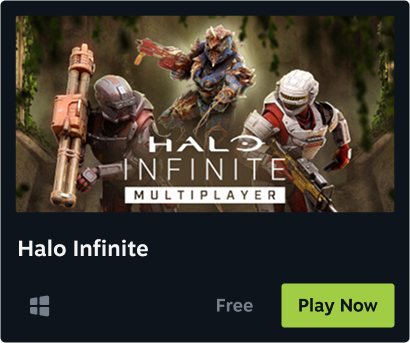 HALO
INFINITE
MULTIPLAYER
Halo Infinite
Free
Play Now